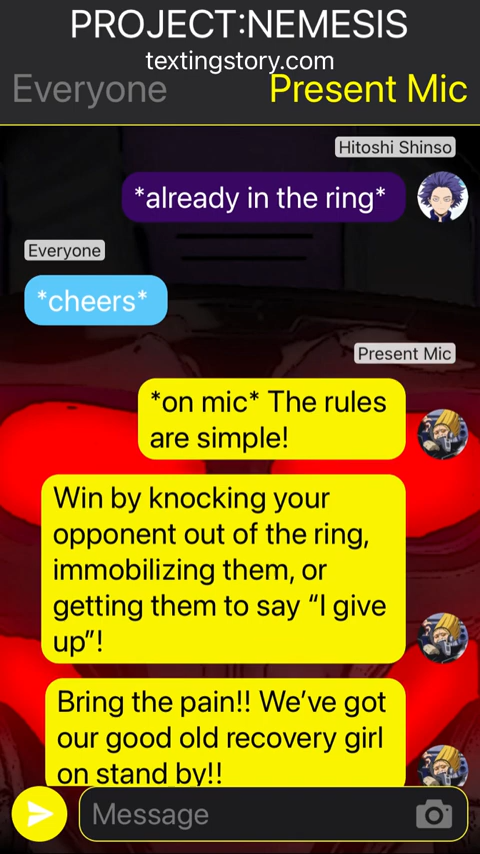 PROJECT:NEMESIS
textingstory.com
Everyone
Present Mic
Hitoshi Shinso
*already in the ring*
Everyone
*cheers*
Present Mic
*on mic* The rules
are simple!
Win by knocking your
opponent out of the ring,
immobilizing them, or
getting them to say “I give
up”!
Bring the pain!! We’ve got
our good old recovery girl
on stand by!!
Message